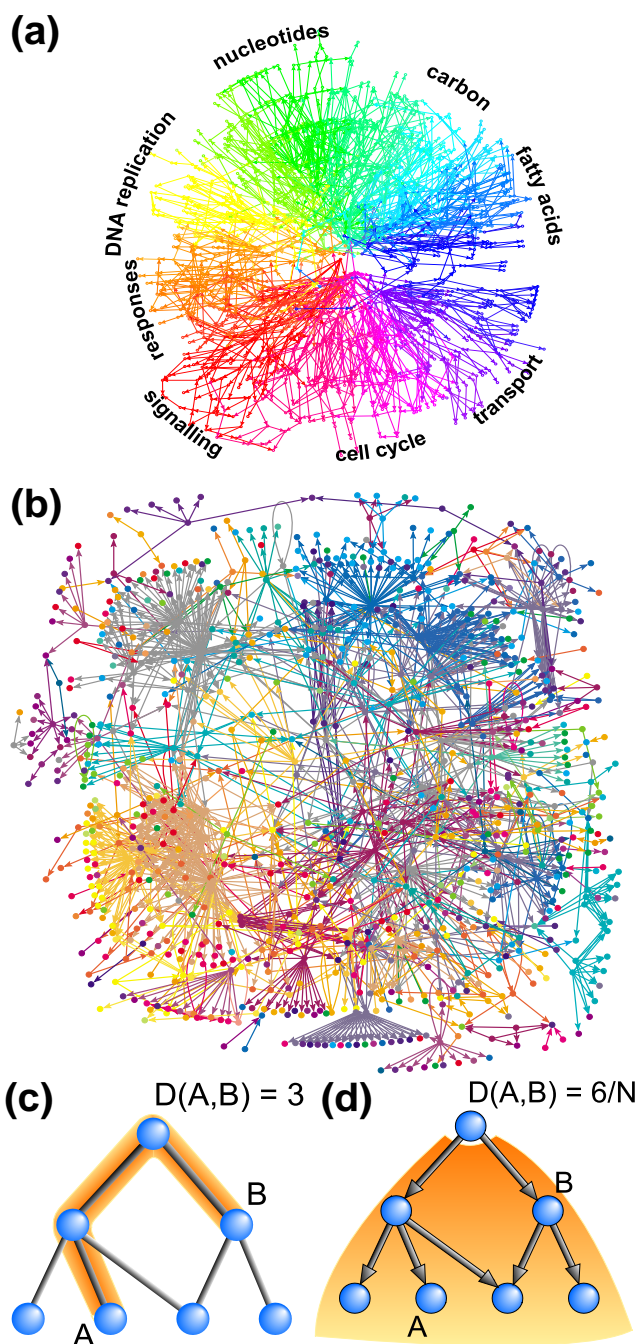 (a)
nucleotides
carbon
fatty acids
DNA replication
responses
signalling
cell cycle
transport
(b)
(c)
D(A,B) = 3
B
A
(d)
D(A,B) = 6/N
B
A